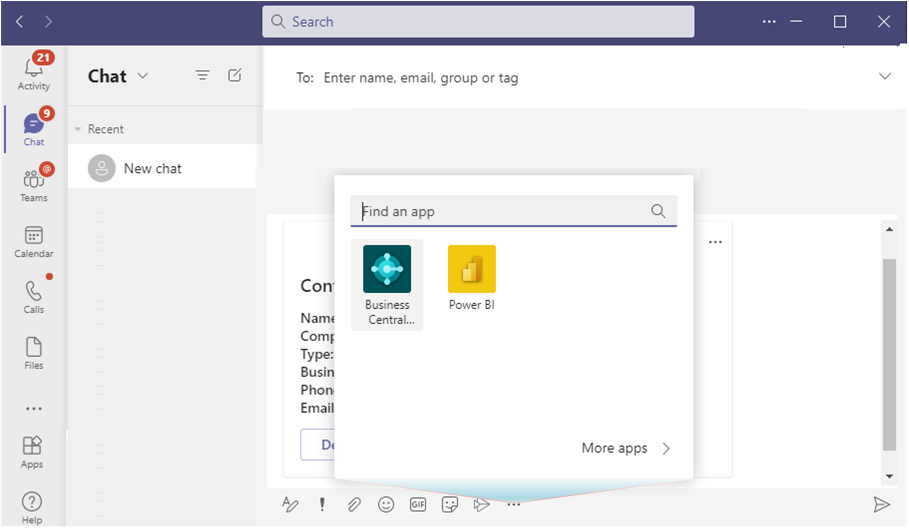 Search
21
Activity
9
Chat
@
Teams
Calendar
Calls
Files
Apps
Help
Chat
Recent
New chat
To: Enter name, email, group or tag
Find an app
Business
Central...
Power BI
More apps
Name
Comp
Type:
Busin
Phon
Email
De
GIF